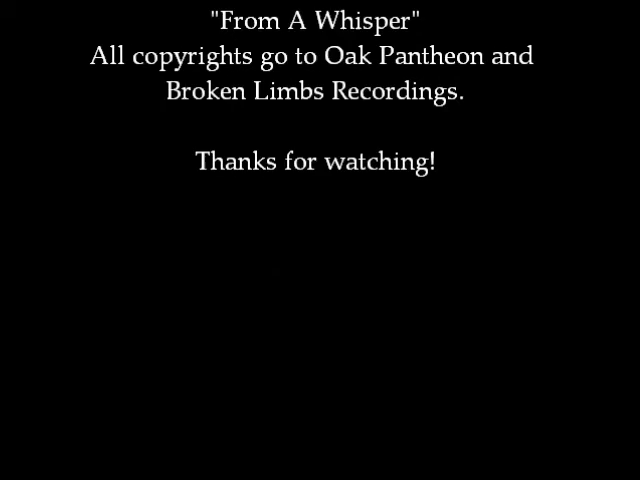 "From A Whisper"
All copyrights go to Oak Pantheon and
Broken Limbs Recordings.
Thanks for watching!